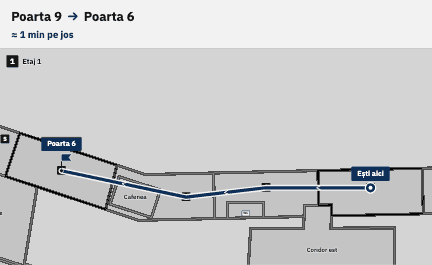 Poarta 9 → Poarta 6
≈ 1 min pe jos
1 Etaj 1
Poarta 6
Ești aici
Cafenea
Condor est